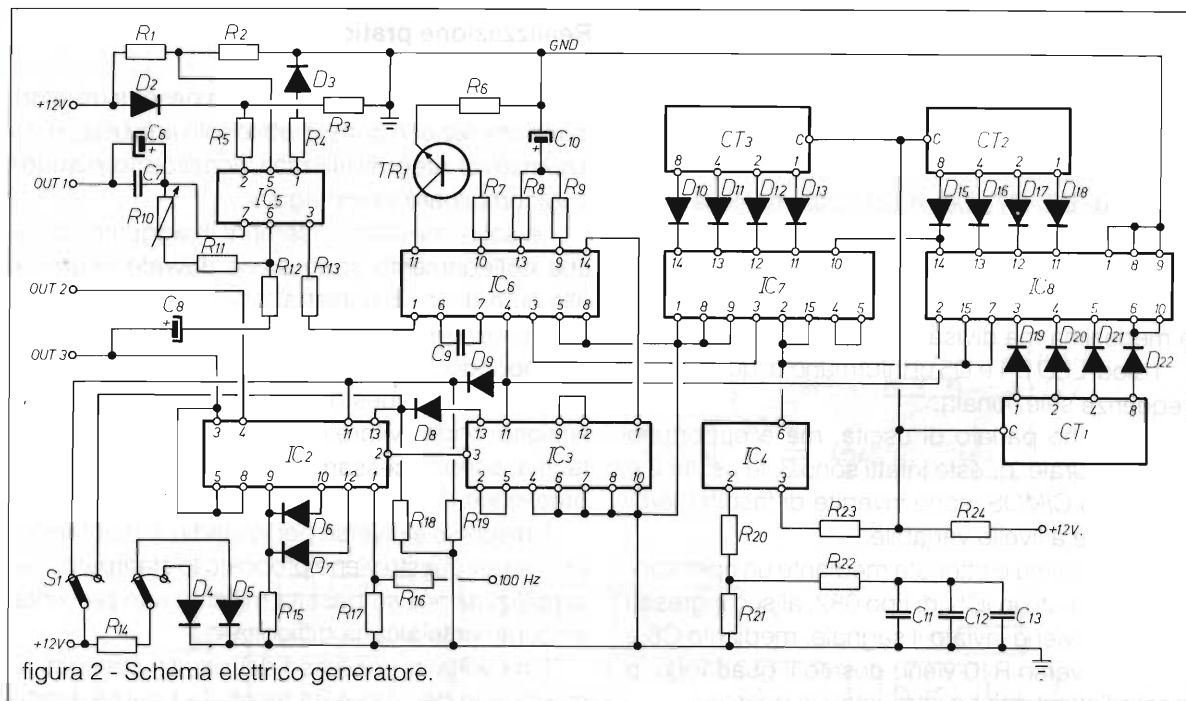 R1 R2 GND
D2 D3 R6
+12V R3
C6 R5 R4 C10 CT3 C C CT2
TR1 8 4 2 1 8 4 2 1
OUT 1 C7 2 5 1 R7 R8 R9 D10 D11 D12 D13 D15 D16 D17 D18
R10 IC5
7 6 3
R11 R12 R13 11 10 13 9 14 14 13 12 11 10 14 13 12 11 1 8 9
OUT 2 IC6 IC7 IC8
C8 1 6 7 4 3 5 8 1 8 9 3 2 15 4 5 2 15 7 3 4 5 6 10
OUT 3 C9 D19 D20 D21 D22
D9
D8 1 2 4 8
3 4 11 13 13 11 9 12 1 6 C CT1
IC2 2 3 IC3 IC4
5 8 9 10 12 1 2 5 4 6 7 8 10 2 3
D6 R18 R19 R20 R23 R24
D7 +12V
S1 R22
D4 D5 R15 R17 R16 100 Hz R21
C11 C12 C13
+12V R14
figura 2 - Schema elettrico generatore.